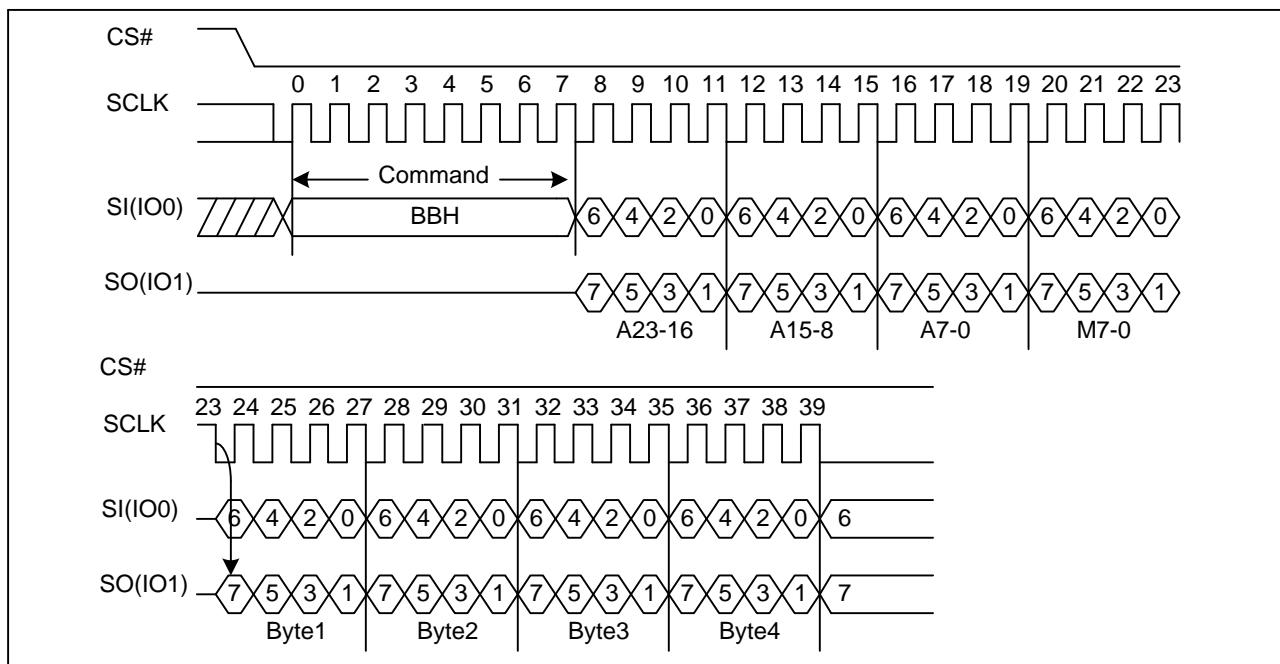 CS#
0 1 2 3 4 5 6 7 8 9 10 11 12 13 14 15 16 17 18 19 20 21 22 23
SCLK
Command
SI(IO0)
BBH
6 4 2 0 6 4 2 0 6 4 2 0 6 4 2 0
SO(IO1)
7 5 3 1 7 5 3 1 7 5 3 1 7 5 3 1
A23-16 A15-8 A7-0 M7-0
CS#
23 24 25 26 27 28 29 30 31 32 33 34 35 36 37 38 39
SCLK
SI(IO0)
6 4 2 0 6 4 2 0 6 4 2 0 6 4 2 0 6
SO(IO1)
7 5 3 1 7 5 3 1 7 5 3 1 7 5 3 1 7
Byte1 Byte2 Byte3 Byte4